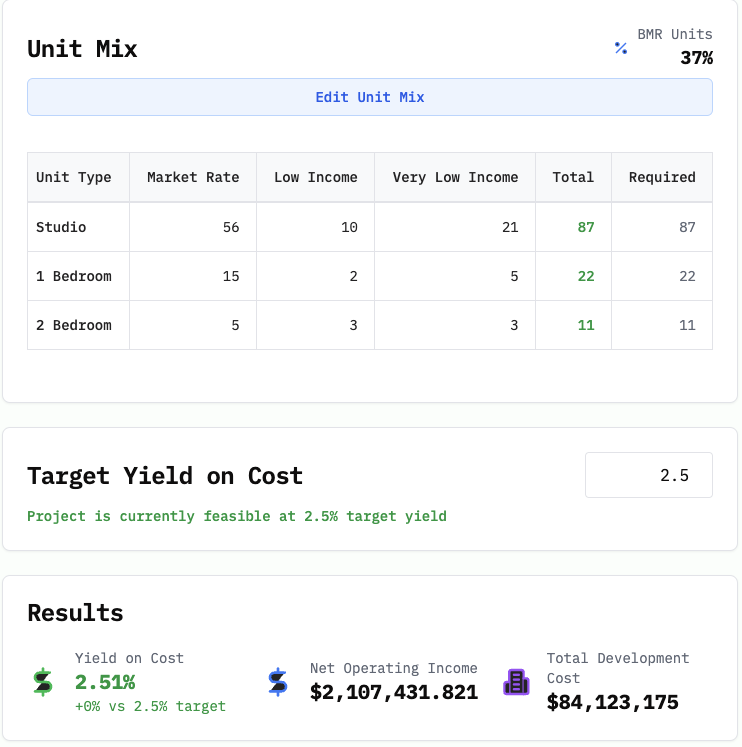 Unit Mix
BMR Units
37%
Edit Unit Mix
Unit Type Market Rate Low Income Very Low Income Total Required
Studio 56 10 21 87 87
1 Bedroom 15 2 5 22 22
2 Bedroom 5 3 3 11 11
Target Yield on Cost
2.5
Project is currently feasible at 2.5% target yield
Results
Yield on Cost
2.51%
+0% vs 2.5% target
Net Operating Income
$2,107,431.821
Total Development
Cost
$84,123,175